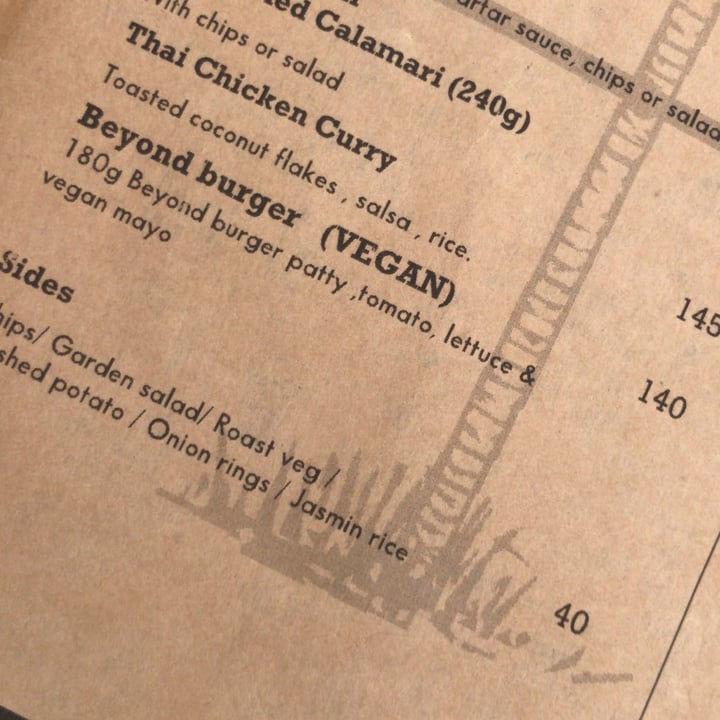 tartar sauce, chips or salad
Calamari (240g)
with chips or salad
Thai Chicken Curry
Toasted coconut flakes , salsa , rice.
145
Beyond burger (VEGAN)
180g Beyond burger patty ,tomato, lettuce &
vegan mayo
140
Sides
hips/ Garden salad/ Roast veg /
shed potato / Onion rings / Jasmin rice
40